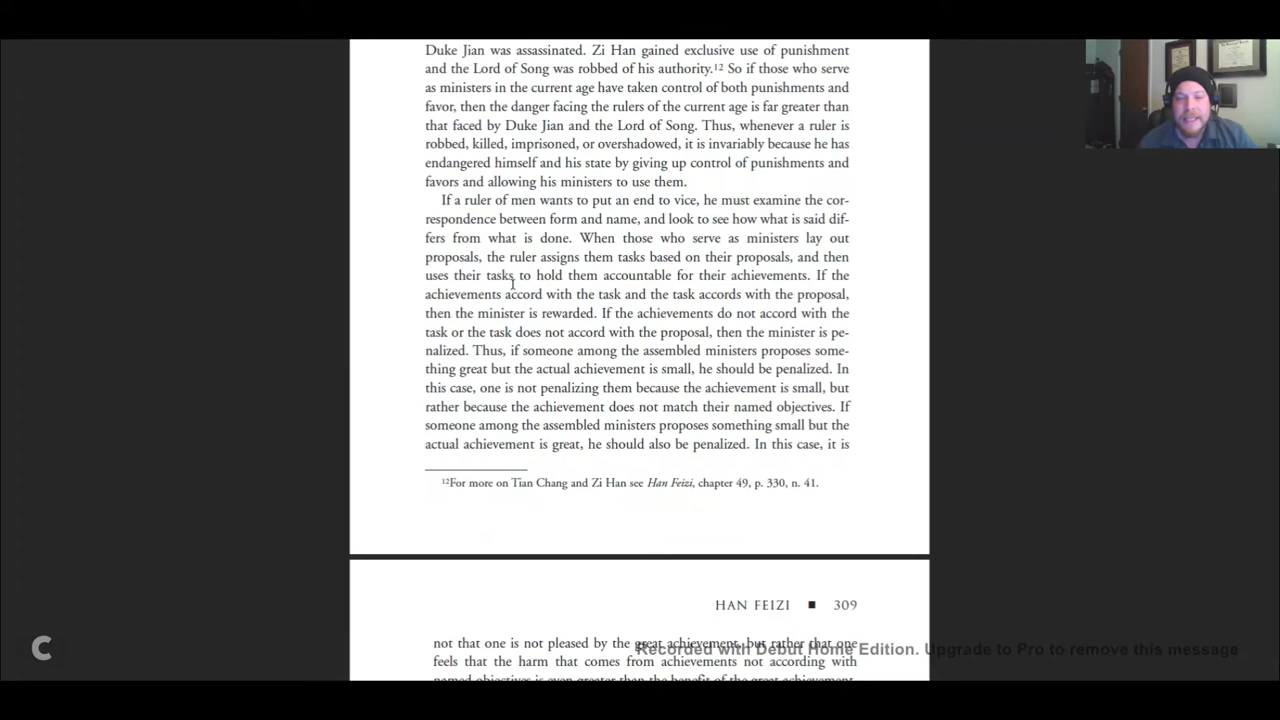 Duke Jian was assassinated. Zi Han gained exclusive use of punishment
and the Lord of Song was robbed of his authority.12 So if those who serve
as ministers in the current age have taken control of both punishments and
favor, then the danger facing the rulers of the current age is far greater than
that faced by Duke Jian and the Lord of Song. Thus, whenever a ruler is
robbed, killed, imprisoned, or overshadowed, it is invariably because he has
endangered himself and his state by giving up control of punishments and
favors and allowing his ministers to use them.
If a ruler of men wants to put an end to vice, he must examine the cor-
respondence between form and name, and look to see how what is said dif-
fers from what is done. When those who serve as ministers lay out
proposals, the ruler assigns them tasks based on their proposals, and then
uses their tasks to hold them accountable for their achievements. If the
achievements accord with the task and the task accords with the proposal,
then the minister is rewarded. If the achievements do not accord with the
task or the task does not accord with the proposal, then the minister is pe-
nalized. Thus, if someone among the assembled ministers proposes some-
thing great but the actual achievement is small, he should be penalized. In
this case, one is not penalizing them because the achievement is small, but
rather because the achievement does not match their named objectives. If
someone among the assembled ministers proposes something small but the
actual achievement is great, he should also be penalized. In this case, it is
12For more on Tian Chang and Zi Han see Han Feizi, chapter 49, p. 330, n. 41.
HAN FEIZI ■ 309
not that one is not pleased by the great achievement, but rather that one
Recorded with Debut Home Edition. Upgrade to Pro to remove this message
feels that the harm that comes from achievements not according with
named objectives is even greater than the benefit of the great achievement.